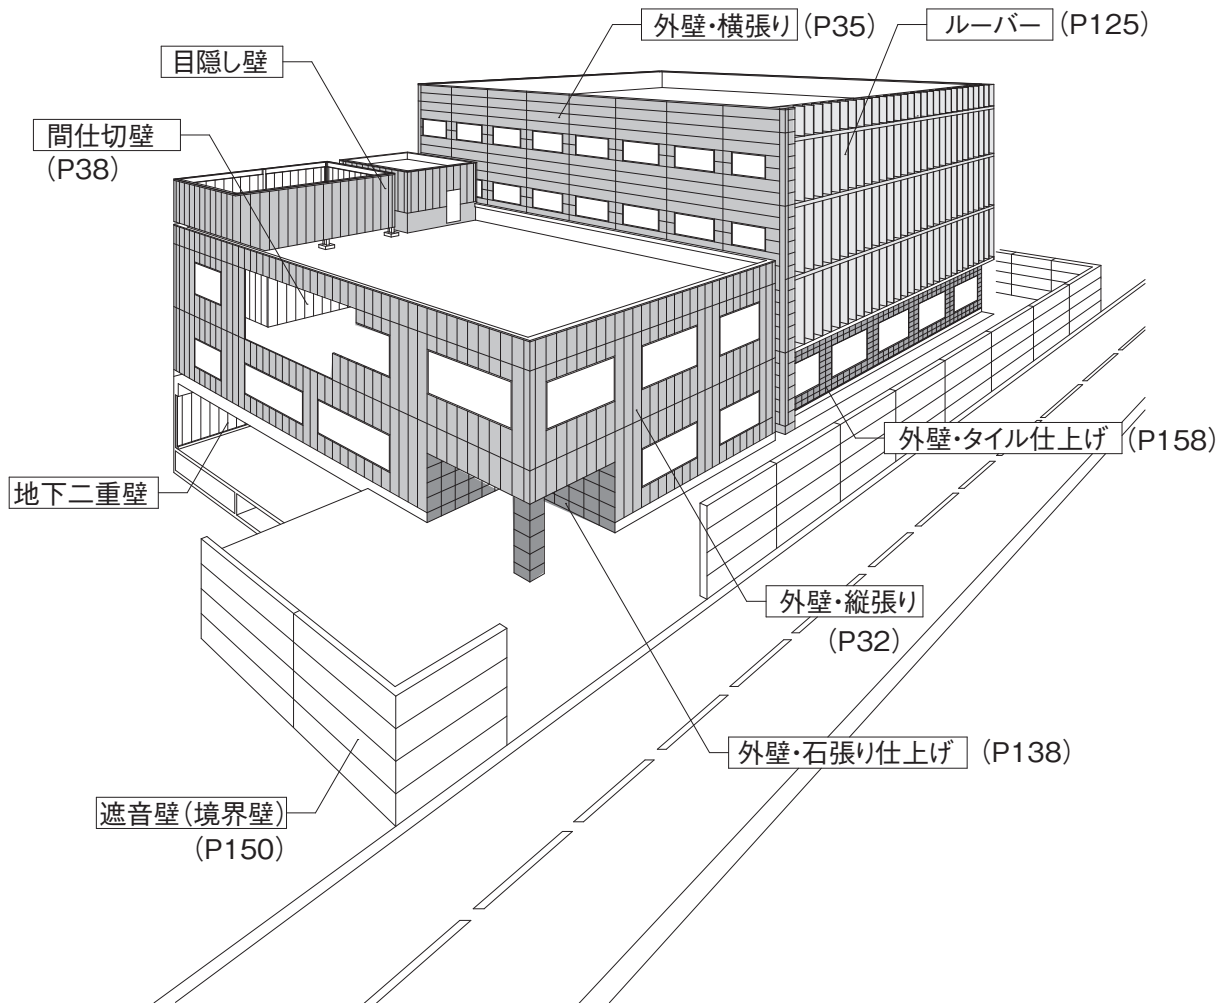 外壁・横張り (P35)
ルーバー (P125)
目隠し壁
間仕切壁
(P38)
外壁・タイル仕上げ (P158)
地下二重壁
外壁・縦張り
(P32)
外壁・石張り仕上げ (P138)
遮音壁(境界壁)
(P150)